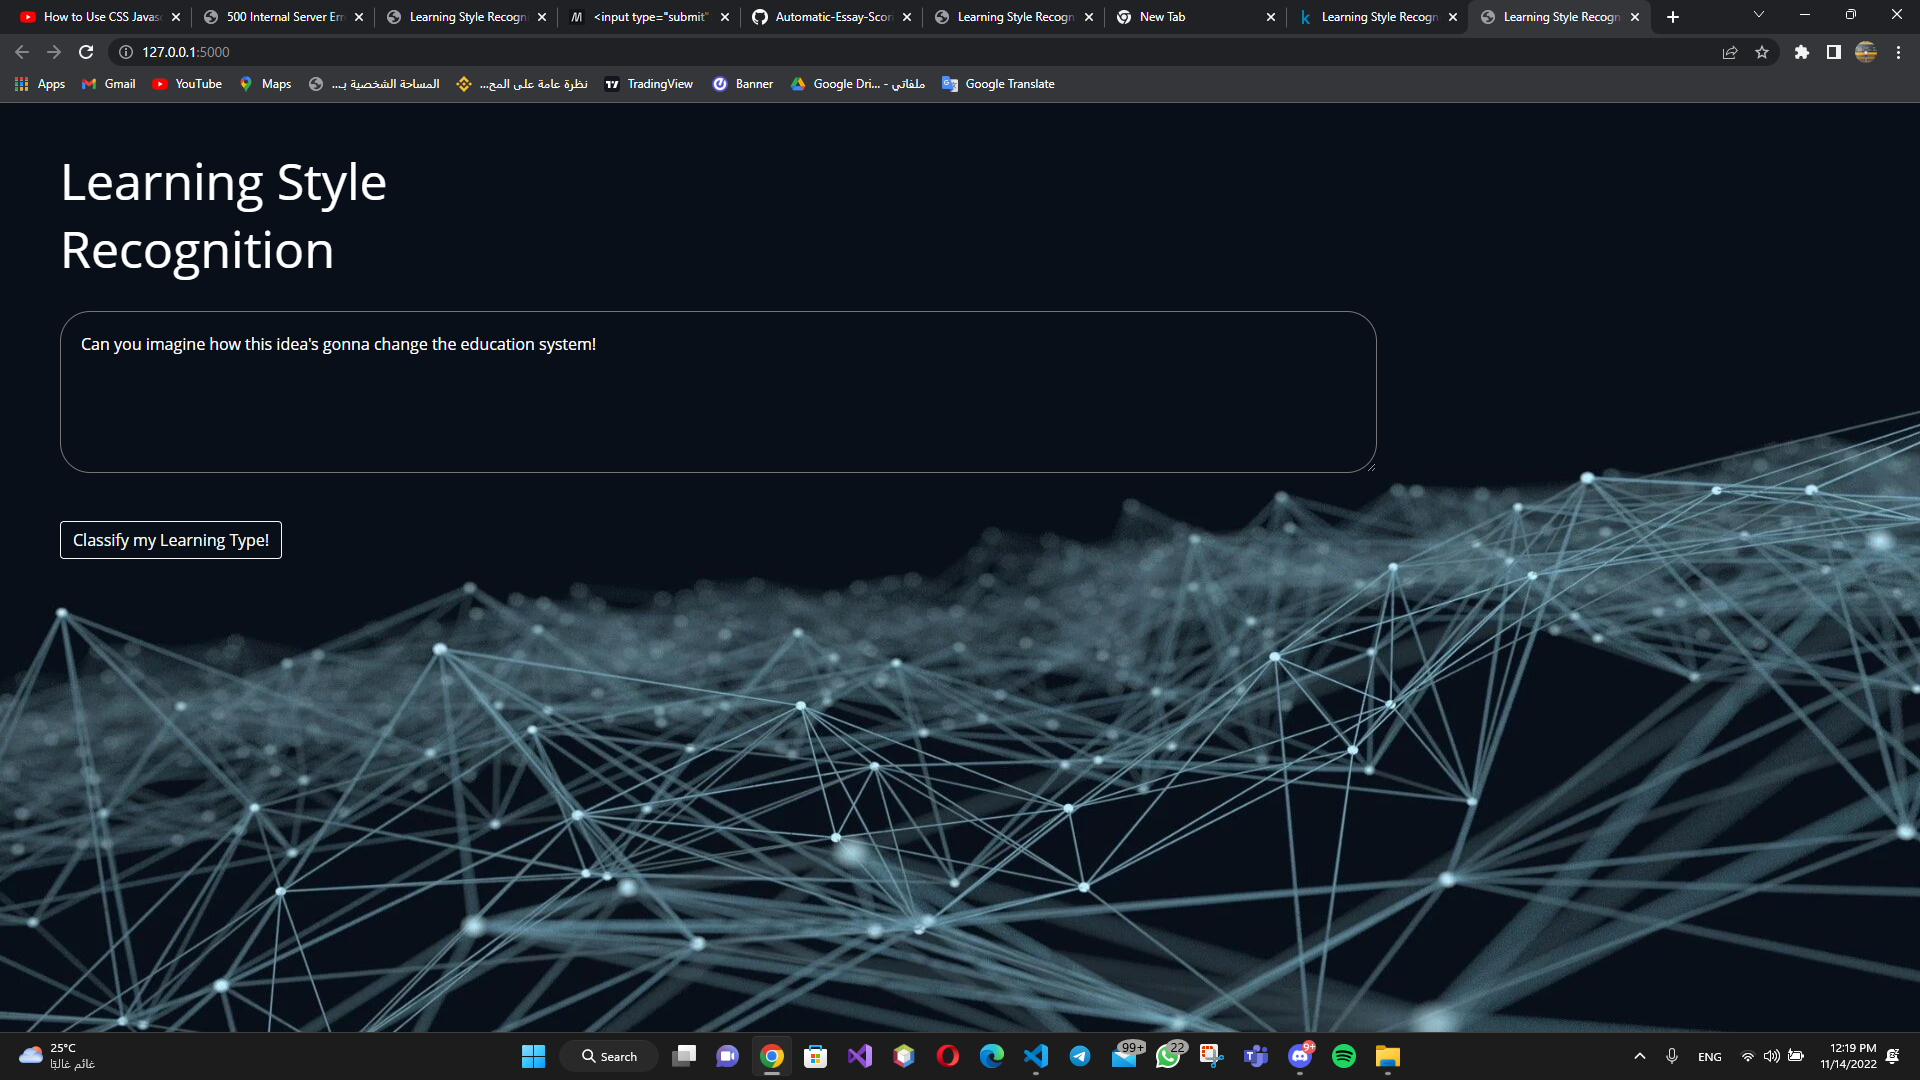 How to Use CSS Javas
500 Internal Server Err
Learning Style Recogni
<input type="submit"
Automatic-Essay-Scori
Learning Style Recogn
New Tab
Learning Style Recogn
Learning Style Recogn
127.0.0.1:5000
Apps
Gmail
YouTube
Maps
المساحة الشخصية بـ...
نظرة عامة على المح...
TradingView
Banner
ملفاتي - Google Dri...
Google Translate
Learning Style
Recognition
Can you imagine how this idea's gonna change the education system!
Classify my Learning Type!
25°C
غائم غالبًا
Search
99+
22
9+
ENG
12:19 PM
11/14/2022